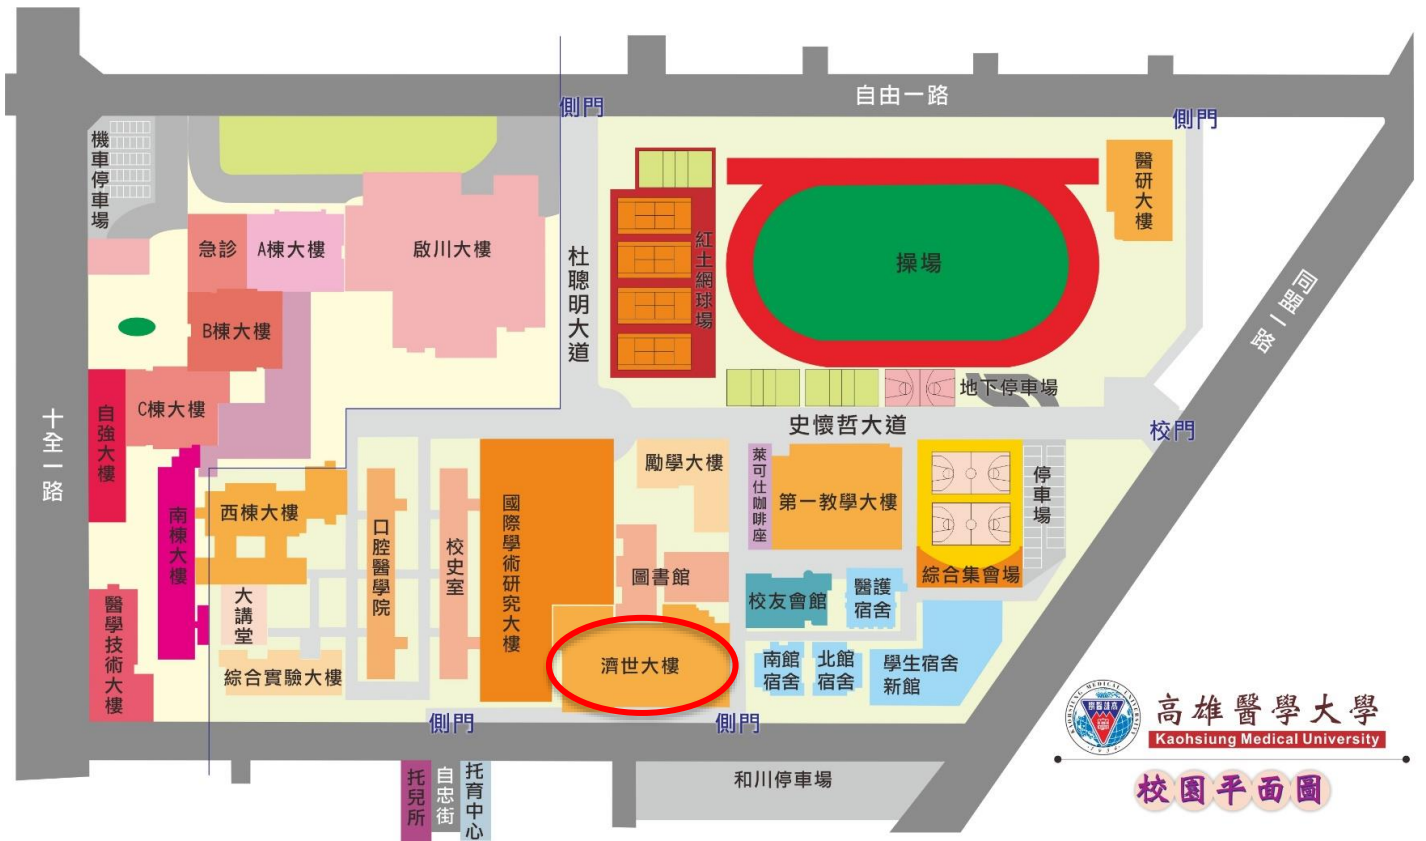 自由一路
側門
側門
機車停車場
醫研大樓
急診
A棟大樓
啟川大樓
杜聰明大道
紅土網球場
操場
同盟一路
B棟大樓
C棟大樓
自強大樓
十全一路
地下停車場
史懷哲大道
校門
南棟大樓
西棟大樓
口腔醫學院
校史室
國際學術研究大樓
勵學大樓
萊可仕咖啡座
第一教學大樓
停車場
圖書館
綜合集會場
校友會館
醫護
宿舍
醫學技術大樓
大講堂
綜合實驗大樓
濟世大樓
南館
宿舍
北館
宿舍
學生宿舍
新館
側門
側門
托兒所
自忠街
托育中心
和川停車場
高雄醫學大學
Kaohsiung Medical University
校園平面圖